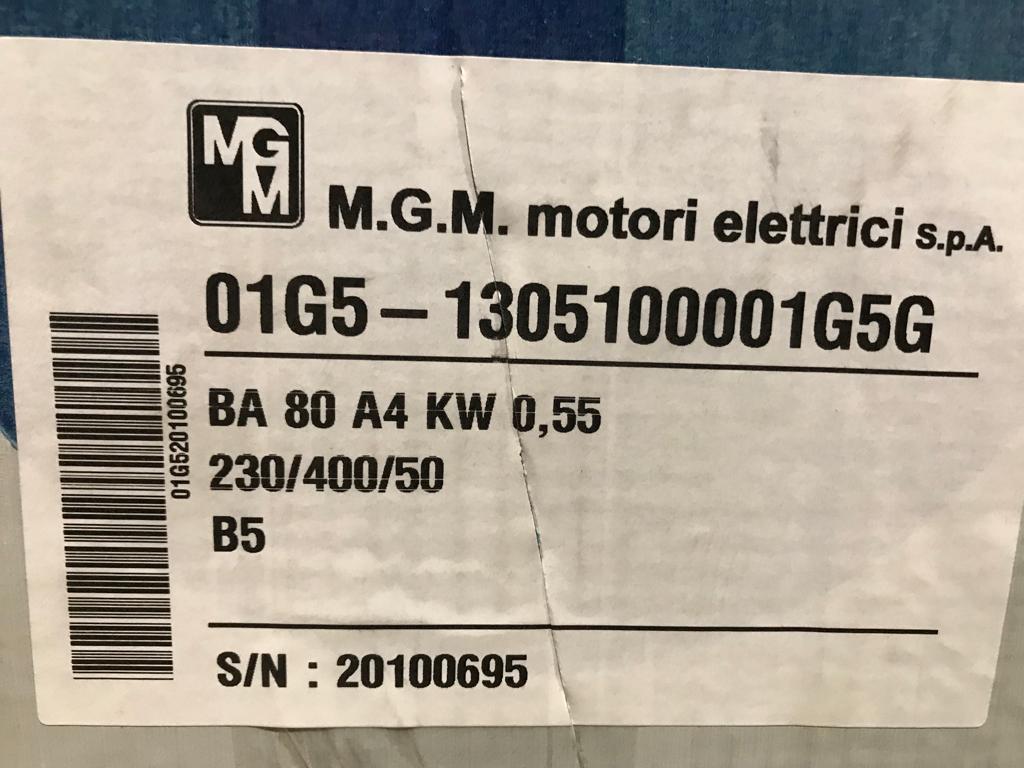 MGM
M.G.M. motori elettrici s.p.A.
01G5-1305100001G5G
BA 80 A4 KW 0,55
230/400/50
B5
S/N : 20100695
01G520100695